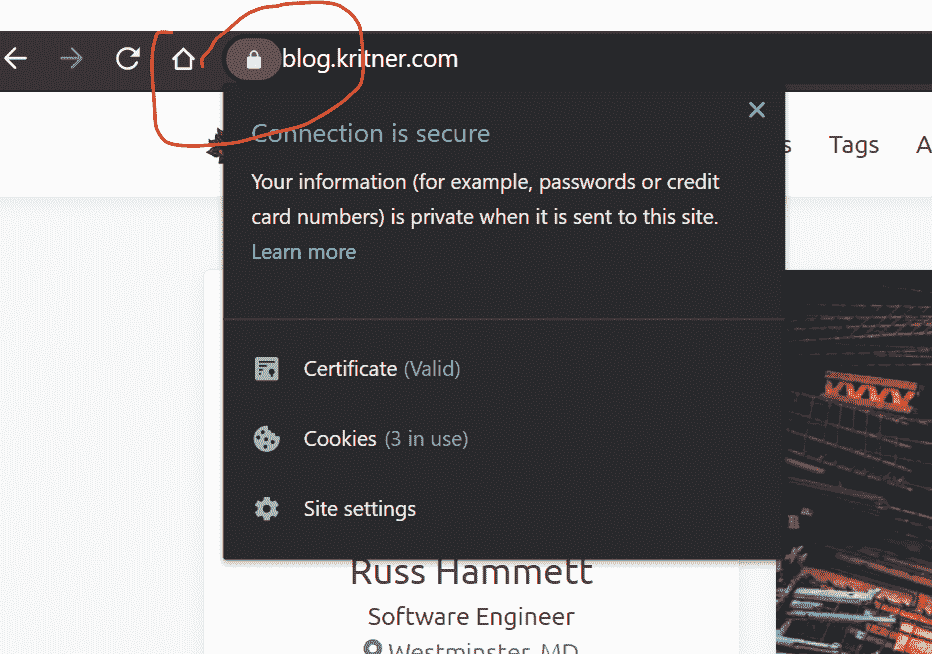 blog.kritner.com
Connection is secure
s Tags A
Your information (for example, passwords or credit
card numbers) is private when it is sent to this site.
Learn more
Certificate (Valid)
Cookies (3 in use)
Site settings
Russ Hammett
Software Engineer
Westminster, MD